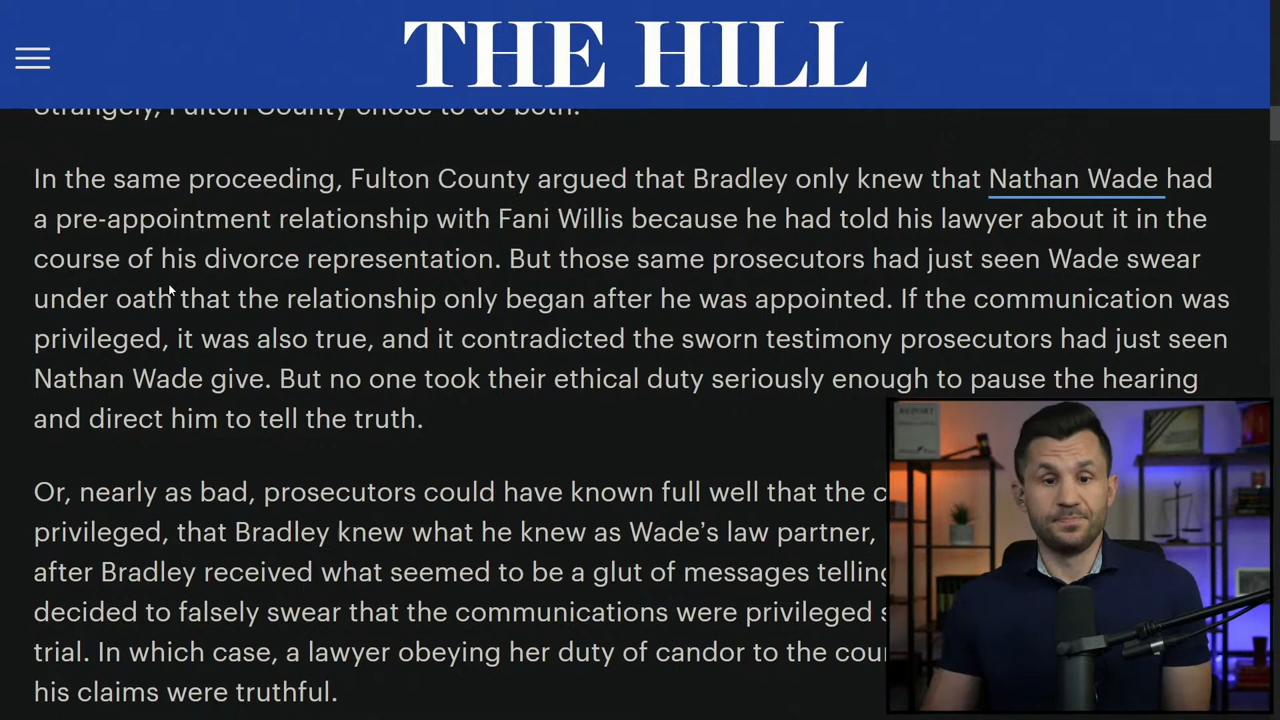 THE HILL
Strangely, Fulton County chose to do both.
In the same proceeding, Fulton County argued that Bradley only knew that Nathan Wade had
a pre-appointment relationship with Fani Willis because he had told his lawyer about it in the
course of his divorce representation. But those same prosecutors had just seen Wade swear
under oath that the relationship only began after he was appointed. If the communication was
privileged, it was also true, and it contradicted the sworn testimony prosecutors had just seen
Nathan Wade give. But no one took their ethical duty seriously enough to pause the hearing
and direct him to tell the truth.
Or, nearly as bad, prosecutors could have known full well that the c
privileged, that Bradley knew what he knew as Wade’s law partner,
after Bradley received what seemed to be a glut of messages telling
decided to falsely swear that the communications were privileged s
trial. In which case, a lawyer obeying her duty of candor to the cou
his claims were truthful.